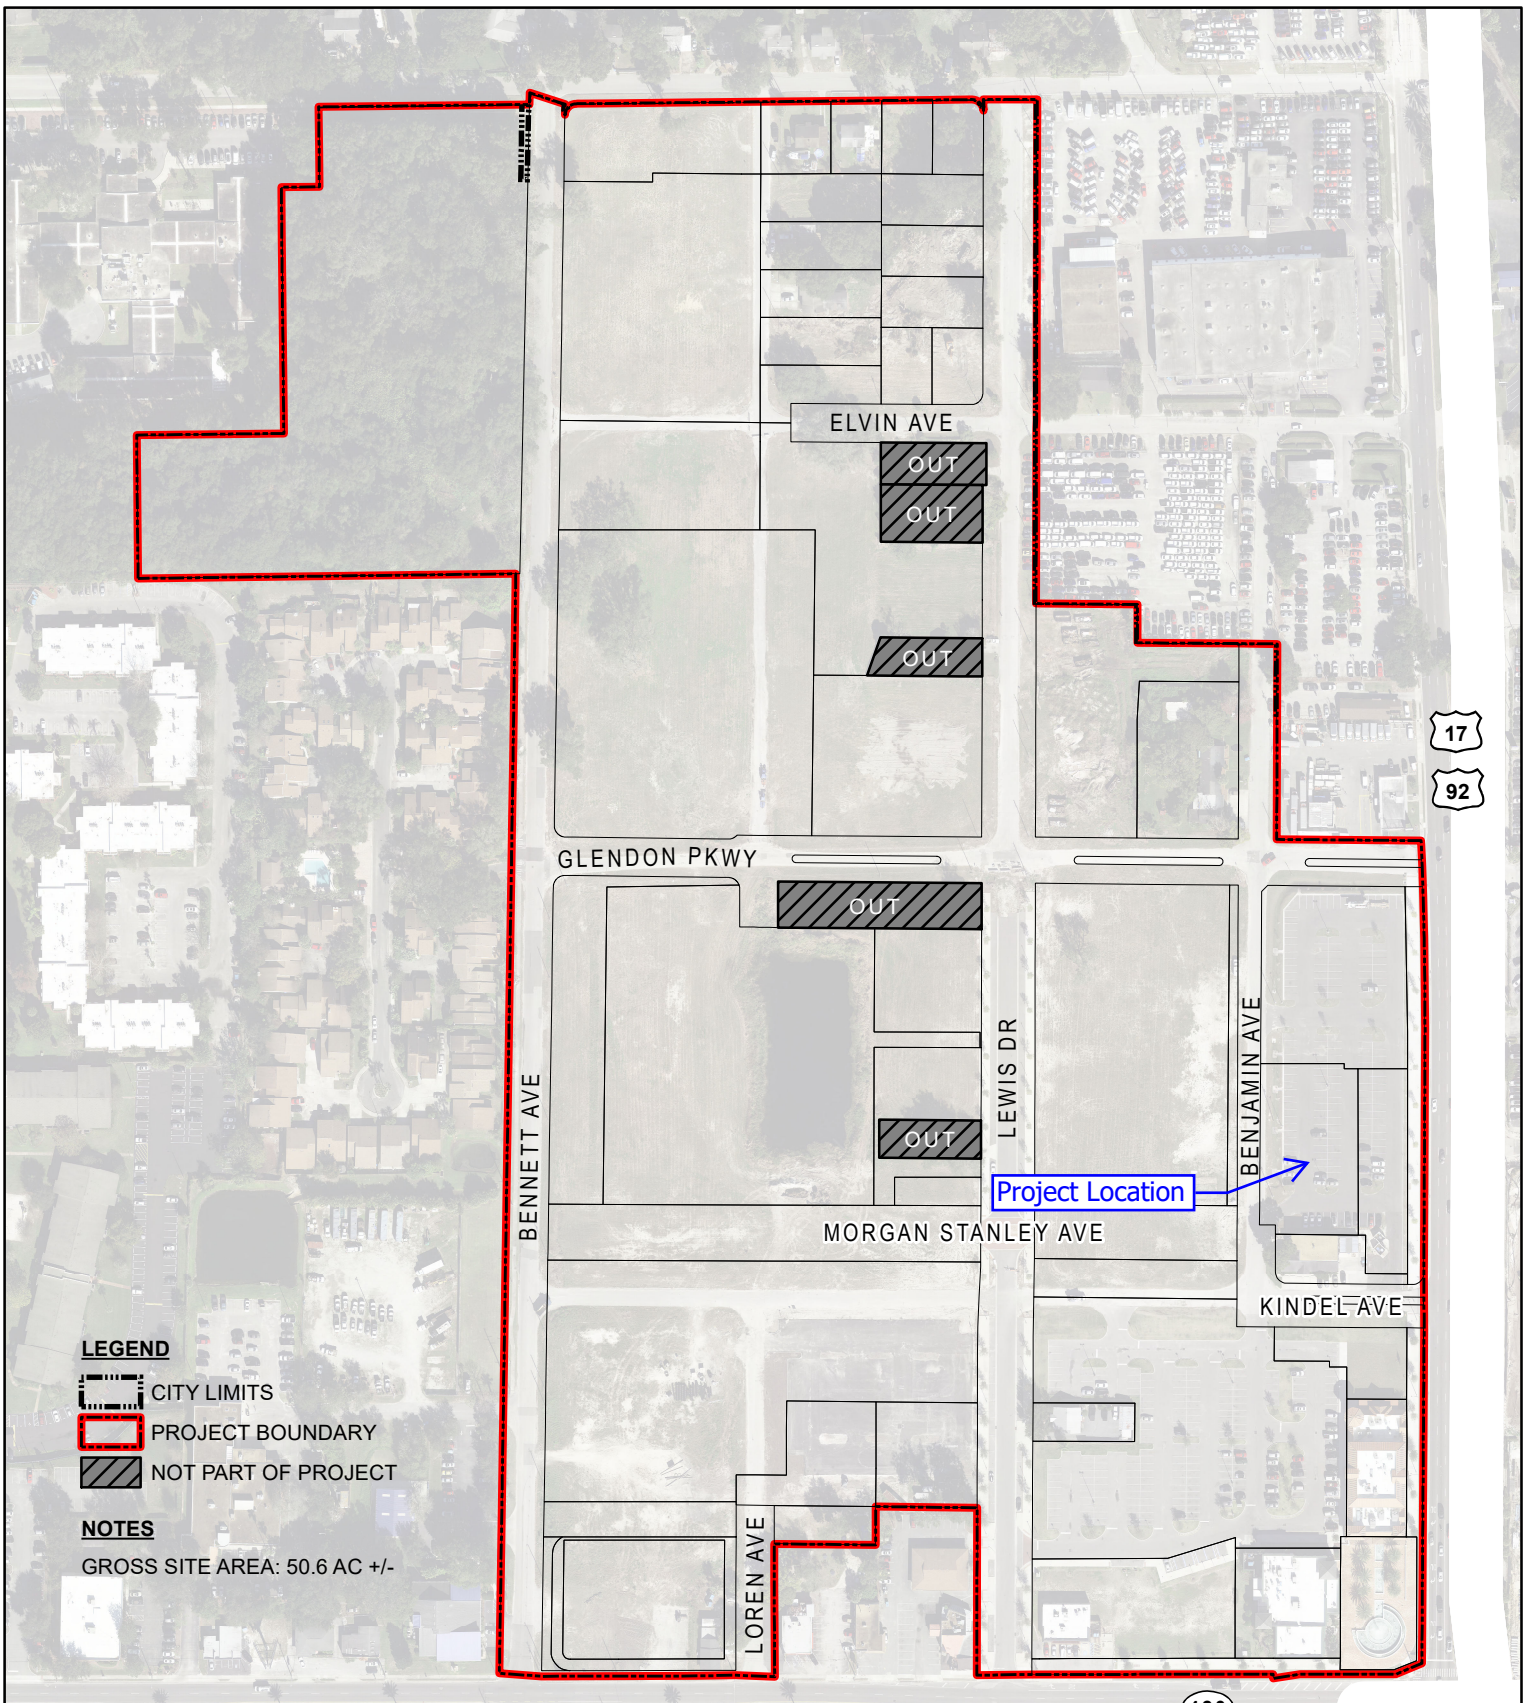 ELVIN AVE
OUT
OUT
OUT
17
92
GLENDON PKWY
OUT
LEWIS DR
BENJAMIN AVE
BENNETT AVE
OUT
Project Location
MORGAN STANLEY AVE
KINDEL AVE
LEGEND
CITY LIMITS
PROJECT BOUNDARY
NOT PART OF PROJECT
NOTES
GROSS SITE AREA: 50.6 AC +/-
LOREN AVE